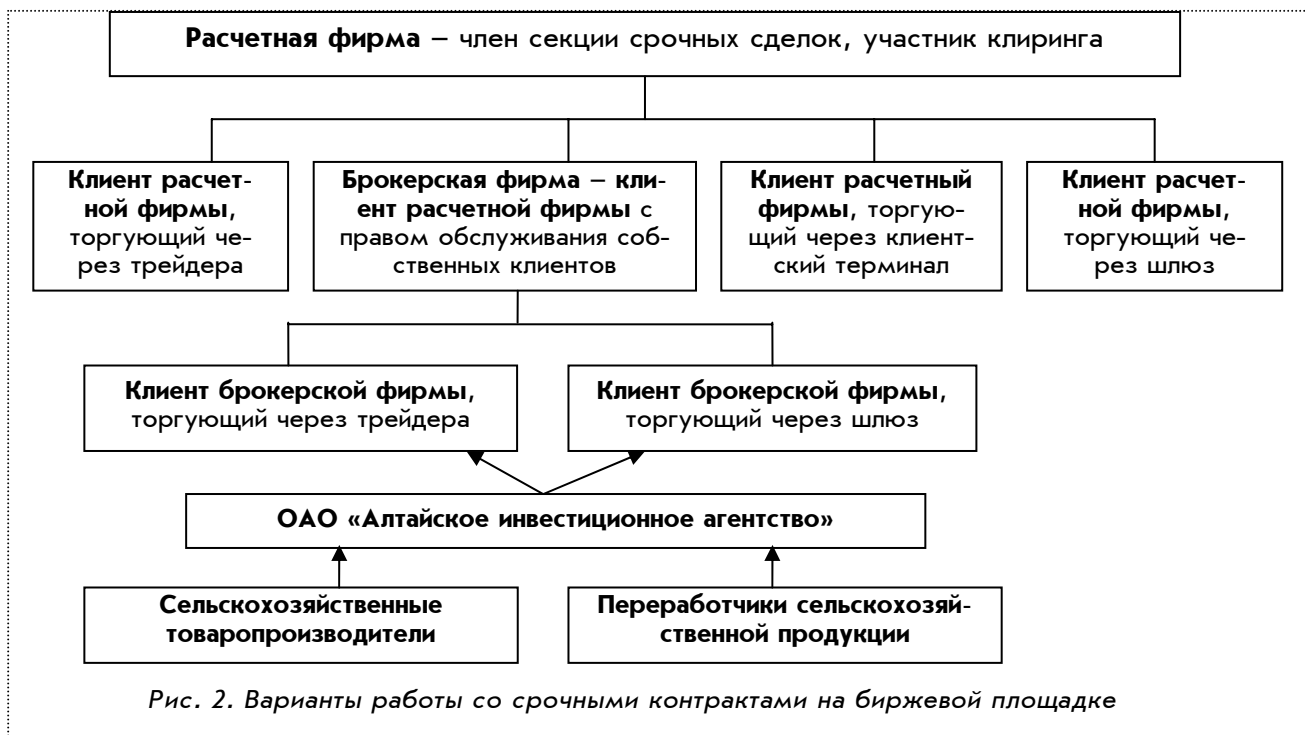 Расчетная фирма – член секции срочных сделок, участник клиринга
Клиент расчет-
ной фирмы,
торгующий че-
рез трейдера
Брокерская фирма – кли-
ент расчетной фирмы с
правом обслуживания соб-
ственных клиентов
Клиент расчетный
фирмы, торгую-
щий через клиент-
ский терминал
Клиент расчет-
ной фирмы,
торгующий че-
рез шлюз
Клиент брокерской фирмы,
торгующий через трейдера
Клиент брокерской фирмы,
торгующий через шлюз
ОАО «Алтайское инвестиционное агентство»
Сельскохозяйственные
товаропроизводители
Переработчики сельскохозяй-
ственной продукции
Рис. 2. Варианты работы со срочными контрактами на биржевой площадке